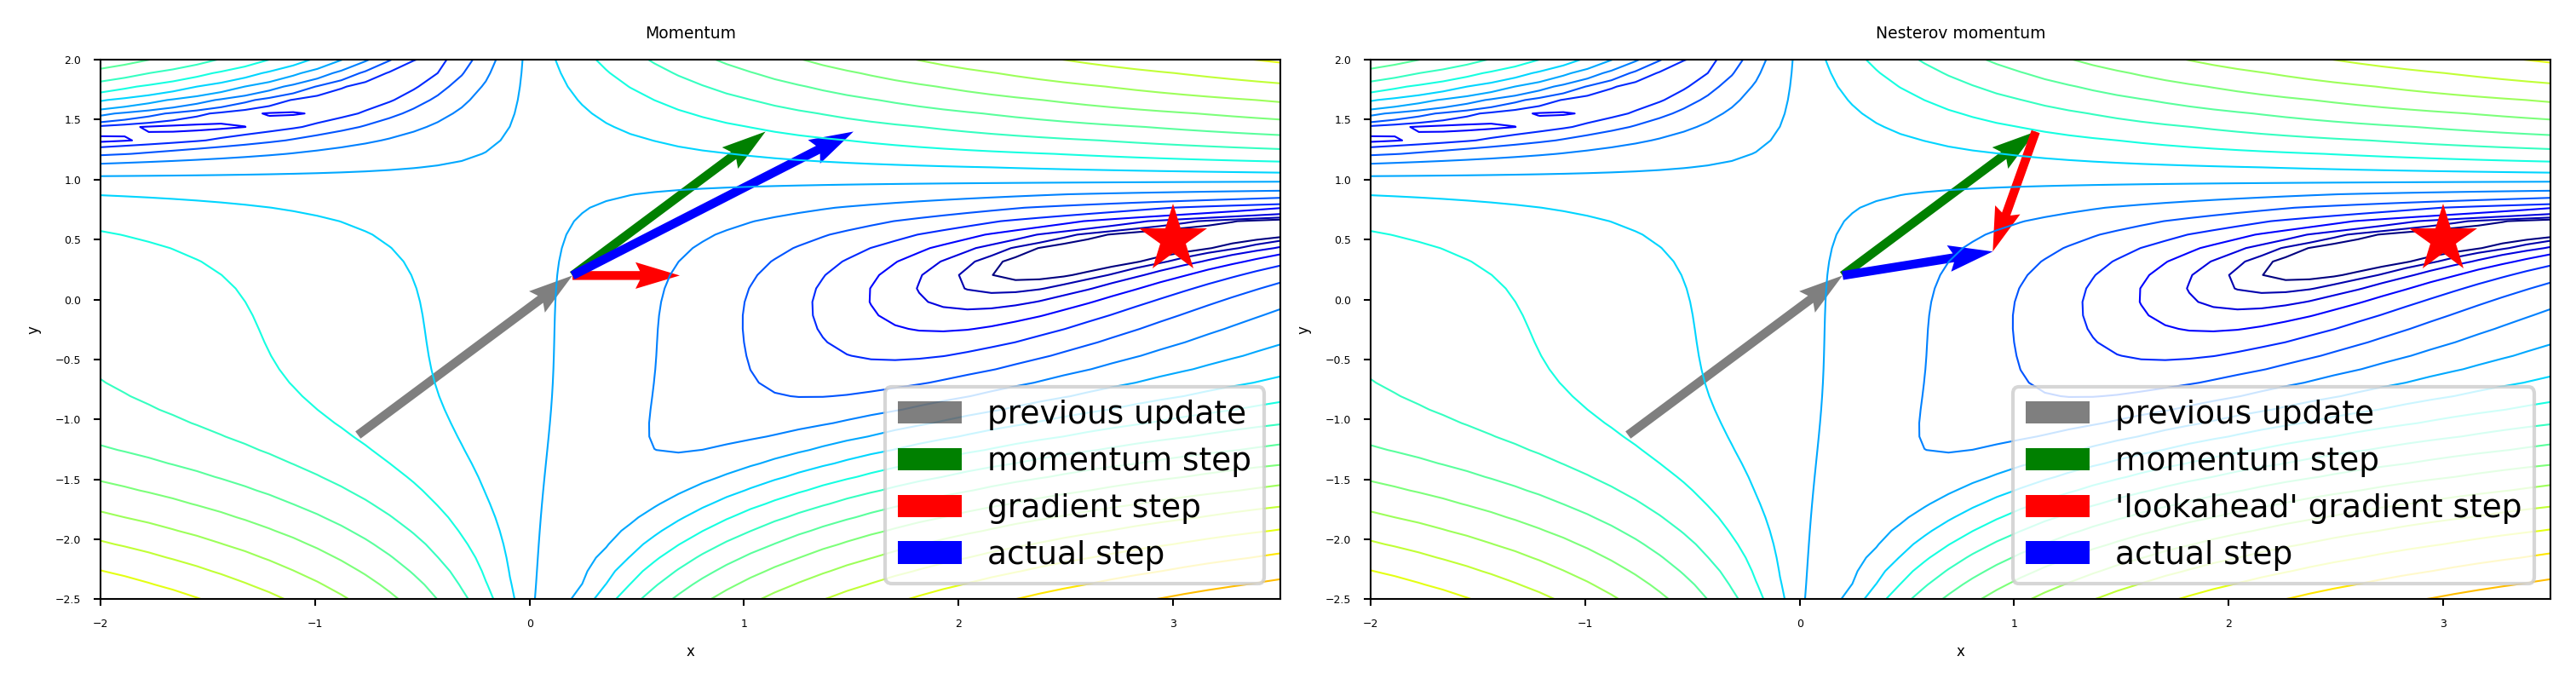 Momentum
2.0
1.5
1.0
0.5
0.0
−0.5
−1.0
−1.5
−2.0
−2.5
y
−2 −1 0 1 2 3
x
previous update
momentum step
gradient step
actual step
Nesterov momentum
2.0
1.5
1.0
0.5
0.0
−0.5
−1.0
−1.5
−2.0
−2.5
y
−2 −1 0 1 2 3
x
previous update
momentum step
'lookahead' gradient step
actual step